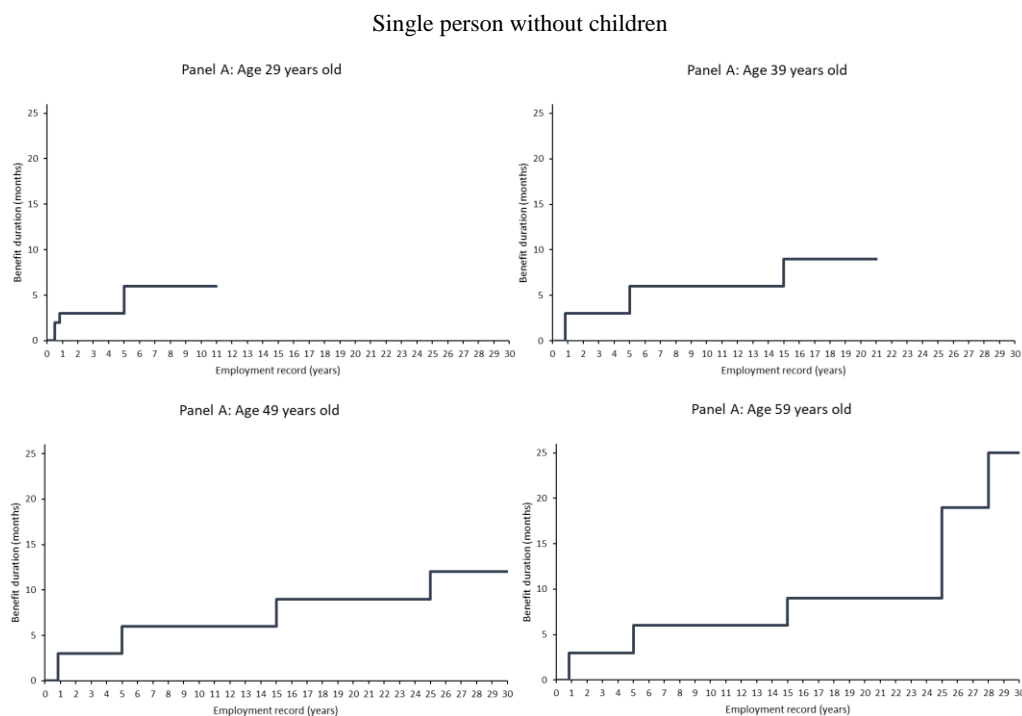 Single person without children
Panel A: Age 29 years old
Benefit duration (months)
25
20
15
10
5
0
0 1 2 3 4 5 6 7 8 9 10 11 12 13 14 15 16 17 18 19 20 21 22 23 24 25 26 27 28 29 30
Employment record (years)
Panel A: Age 39 years old
Benefit duration (months)
25
20
15
10
5
0
0 1 2 3 4 5 6 7 8 9 10 11 12 13 14 15 16 17 18 19 20 21 22 23 24 25 26 27 28 29 30
Employment record (years)
Panel A: Age 49 years old
Benefit duration (months)
25
20
15
10
5
0
0 1 2 3 4 5 6 7 8 9 10 11 12 13 14 15 16 17 18 19 20 21 22 23 24 25 26 27 28 29 30
Employment record (years)
Panel A: Age 59 years old
Benefit duration (months)
25
20
15
10
5
0
0 1 2 3 4 5 6 7 8 9 10 11 12 13 14 15 16 17 18 19 20 21 22 23 24 25 26 27 28 29 30
Employment record (years)